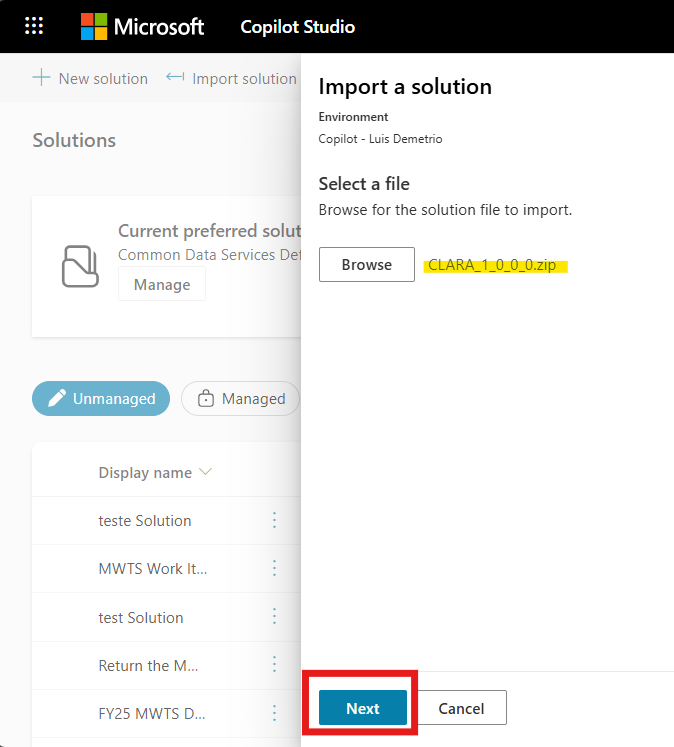 Microsoft Copilot Studio
New solution Import solution
Solutions
Current preferred solut
Common Data Services Def
Manage
Unmanaged Managed
Display name
teste Solution
MWTS Work It...
test Solution
Return the M...
FY25 MWTS D...
Import a solution
Environment
Copilot - Luis Demetrio
Select a file
Browse for the solution file to import.
Browse CLARA_1_0_0_0.zip
Next Cancel